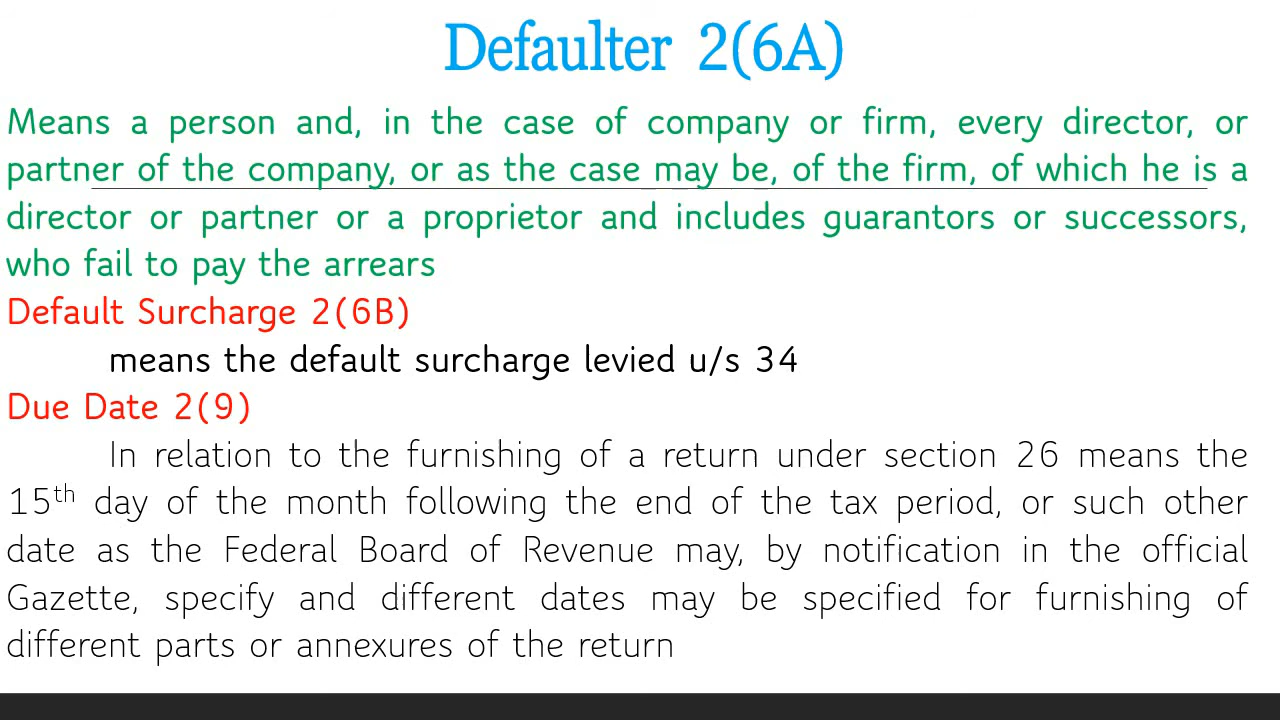 Defaulter 2(6A)
Means a person and, in the case of company or firm, every director, or
partner of the company, or as the case may be, of the firm, of which he is a
director or partner or a proprietor and includes guarantors or successors,
who fail to pay the arrears
Default Surcharge 2(6B)
means the default surcharge levied u/s 34
Due Date 2(9)
In relation to the furnishing of a return under section 26 means the
15th day of the month following the end of the tax period, or such other
date as the Federal Board of Revenue may, by notification in the official
Gazette, specify and different dates may be specified for furnishing of
different parts or annexures of the return